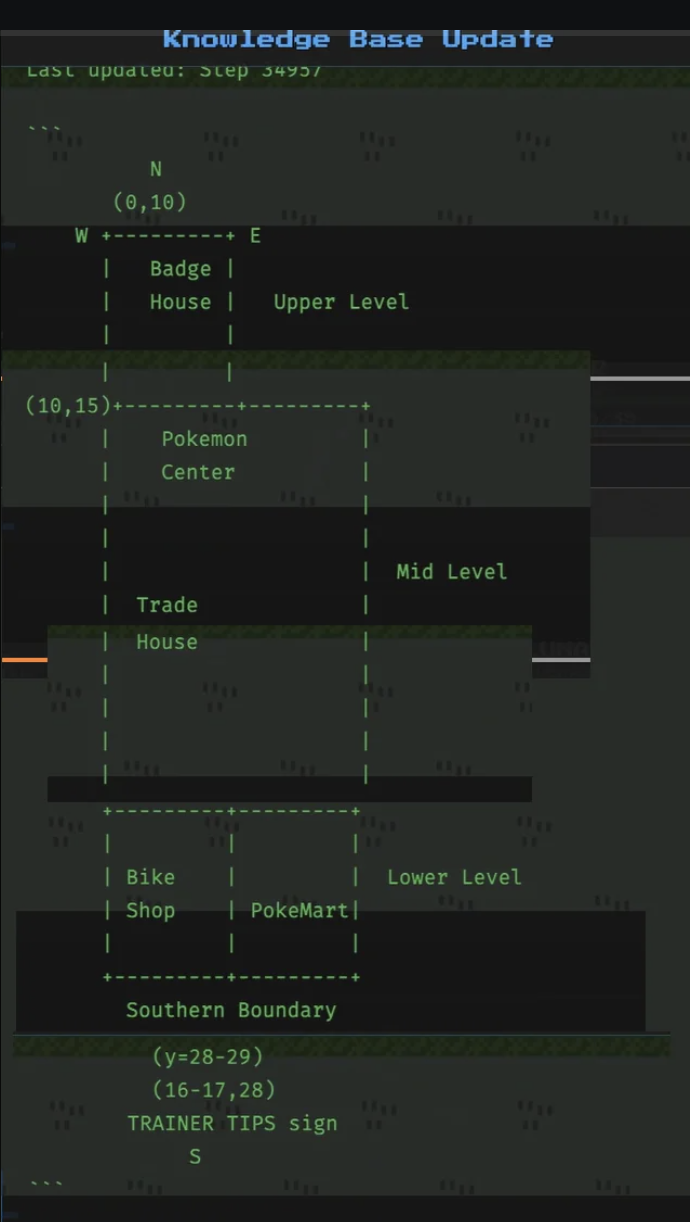 Knowledge Base Update
Last updated: Step 34957
```
N
(0,10)
W +---------+ E
| Badge |
| House | Upper Level
| |
| |
(10,15)+---------+---------+
| Pokemon |
| Center |
| |
| |
| | Mid Level
| Trade |
| House |
| |
| |
| |
| |
+---------+---------+
| | |
| Bike | | Lower Level
| Shop | PokeMart|
| | |
+---------+---------+
Southern Boundary
(y=28-29)
(16-17,28)
TRAINER TIPS sign
S
```